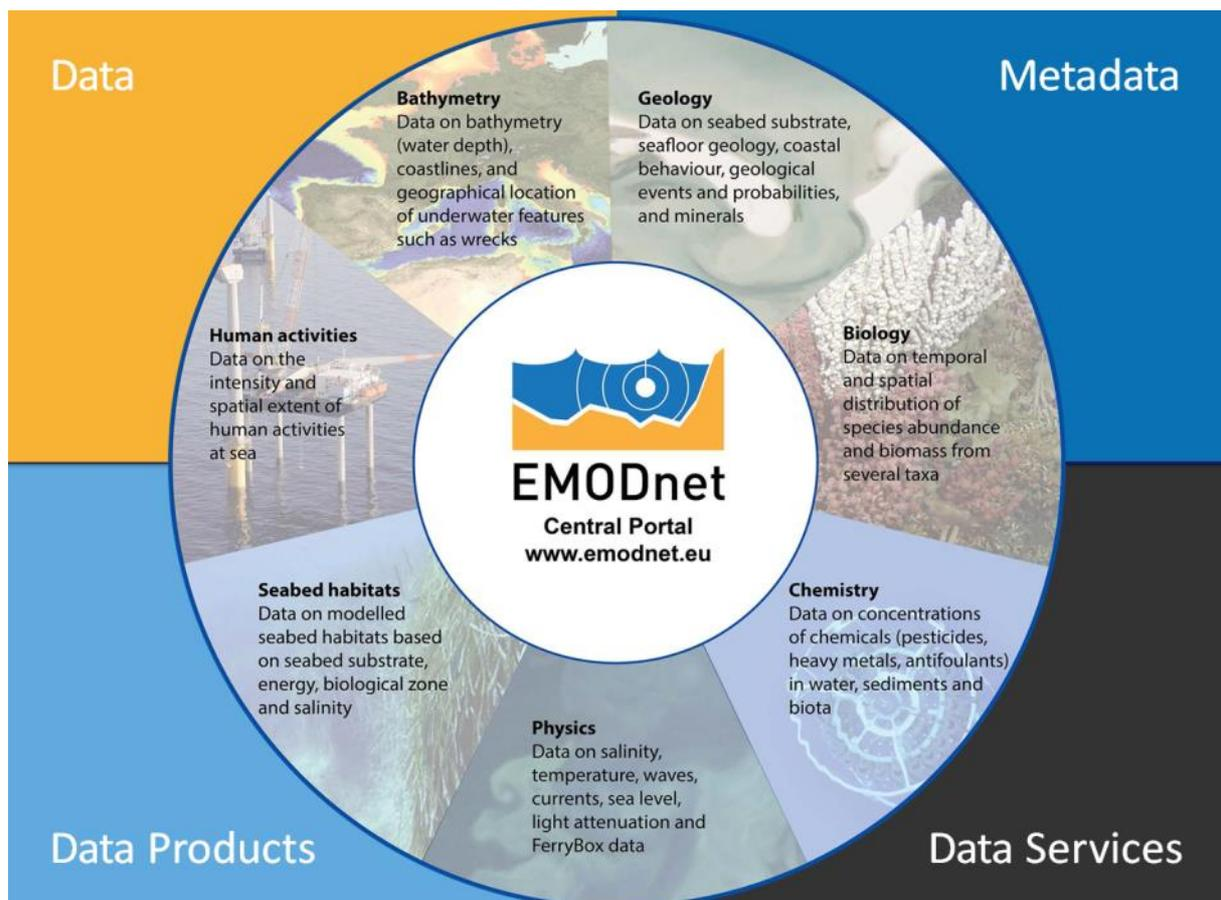 Data
Metadata
Bathymetry
Data on bathymetry
(water depth),
coastlines, and
geographical location
of underwater features
such as wrecks
Geology
Data on seabed substrate,
seafloor geology, coastal
behaviour, geological
events and probabilities,
and minerals
Human activities
Data on the
intensity and
spatial extent of
human activities
at sea
Biology
Data on temporal
and spatial
distribution of
species abundance
and biomass from
several taxa
EMODnet
Central Portal
www.emodnet.eu
Seabed habitats
Data on modelled
seabed habitats based
on seabed substrate,
energy, biological zone
and salinity
Chemistry
Data on concentrations
of chemicals (pesticides,
heavy metals, antifoulants)
in water, sediments and
biota
Physics
Data on salinity,
temperature, waves,
currents, sea level,
light attenuation and
FerryBox data
Data Products
Data Services